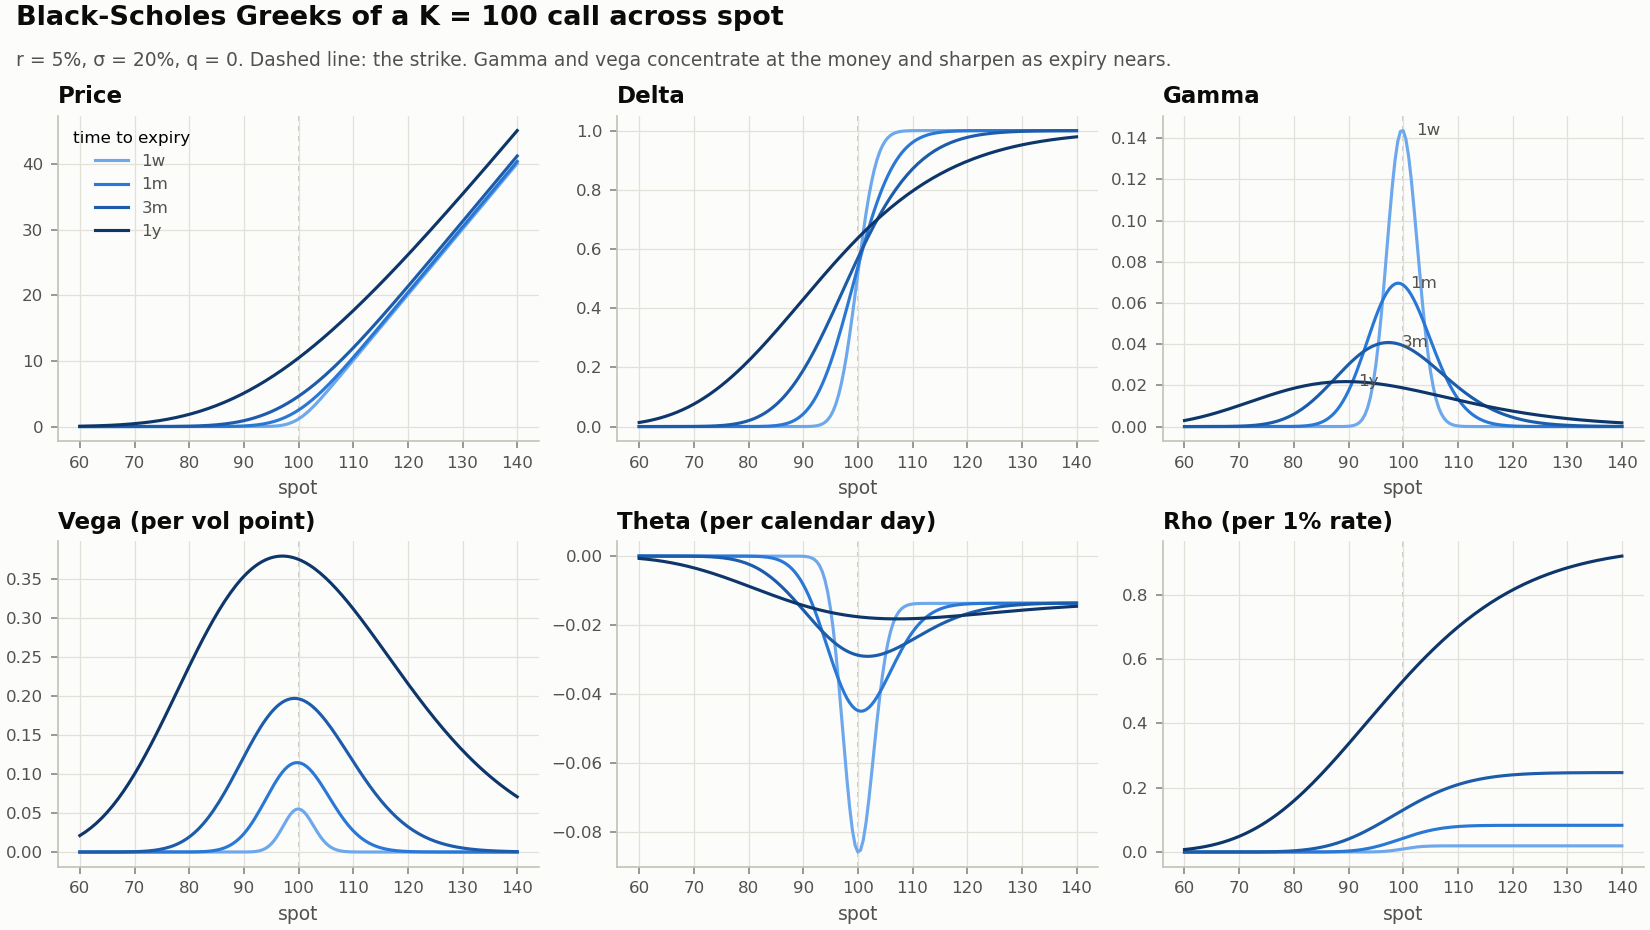 Black-Scholes Greeks of a K = 100 call across spot
r = 5%, σ = 20%, q = 0. Dashed line: the strike. Gamma and vega concentrate at the money and sharpen as expiry nears.
Price
time to expiry
1w
1m
3m
1y
40
30
20
10
0
60 70 80 90 100 110 120 130 140
spot
Delta
1.0
0.8
0.6
0.4
0.2
0.0
60 70 80 90 100 110 120 130 140
spot
Gamma
0.14
0.12
0.10
0.08
0.06
0.04
0.02
0.00
1w
1m
3m
1y
60 70 80 90 100 110 120 130 140
spot
Vega (per vol point)
0.35
0.30
0.25
0.20
0.15
0.10
0.05
0.00
60 70 80 90 100 110 120 130 140
spot
Theta (per calendar day)
0.00
−0.02
−0.04
−0.06
−0.08
60 70 80 90 100 110 120 130 140
spot
Rho (per 1% rate)
0.8
0.6
0.4
0.2
0.0
60 70 80 90 100 110 120 130 140
spot